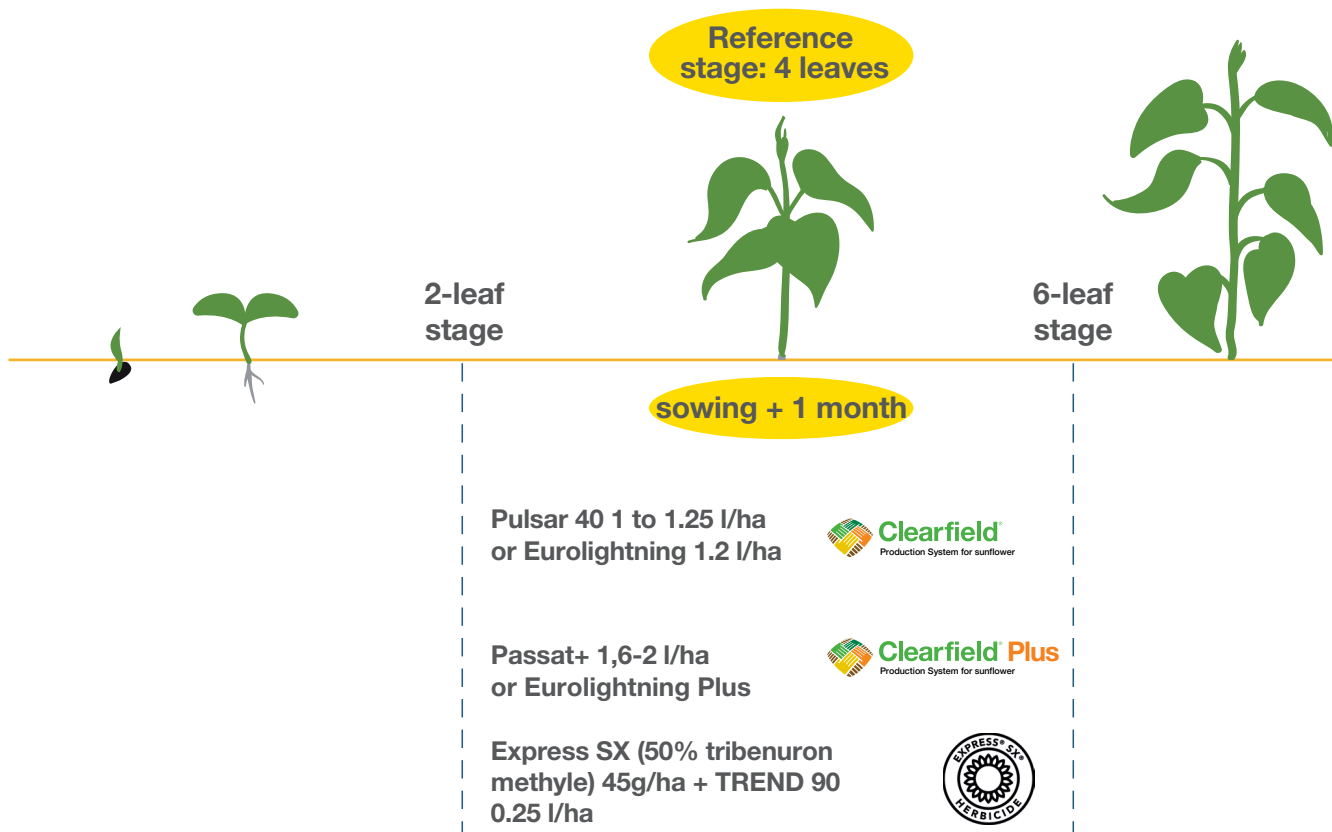 Reference
stage: 4 leaves
2-leaf
stage
6-leaf
stage
sowing + 1 month
Pulsar 40 1 to 1.25 l/ha
or Eurolightning 1.2 l/ha
Clearfield®
Production System for sunflower
Passat+ 1,6-2 l/ha
or Eurolightning Plus
Clearfield® Plus
Production System for sunflower
Express SX (50% tribenuron
methyle) 45g/ha + TREND 90
0.25 l/ha
EXPRESS® SX®
HERBICIDE